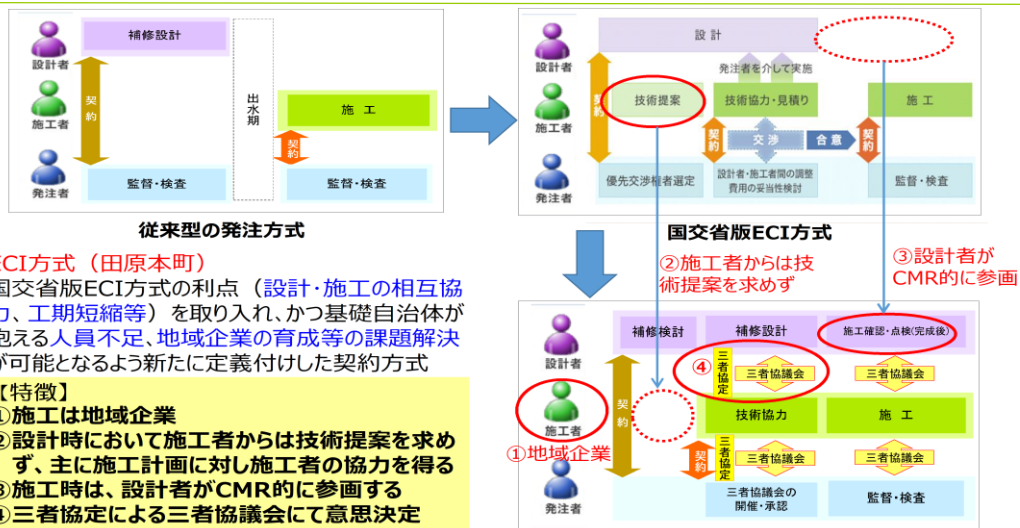 補修設計
設計者
契約
出水期
施工者
施 工
契約
発注者
監督・検査
監督・検査
従来型の発注方式
設 計
設計者
発注者を介して実施
契約
技術提案
技術協力・見積り
施 工
施工者
契約
交渉
合意
契約
優先交渉権者選定
設計者・施工者間の調整
費用の妥当性検討
監督・検査
発注者
国交省版ECI方式
②施工者からは技
術提案を求めず
③設計者が
CMR的に参画
ECI方式(田原本町)
国交省版ECI方式の利点(設計・施工の相互協
力、工期短縮等)を取り入れ、かつ基礎自治体が
抱える人員不足、地域企業の育成等の課題解決
が可能となるよう新たに定義付けした契約方式
【特徴】
①施工は地域企業
②設計時において施工者からは技術提案を求め
ず、主に施工計画に対し施工者の協力を得る
③施工時は、設計者がCMR的に参画する
④三者協定による三者協議会にて意思決定
補修検討
補修設計
施工確認・点検(完成後)
設計者
④
三者協定
三者協議会
三者協議会
契約
技術協力
施 工
施工者
①地域企業
契約
三者協定
三者協議会
三者協議会
三者協議会の
開催・承認
監督・検査
発注者